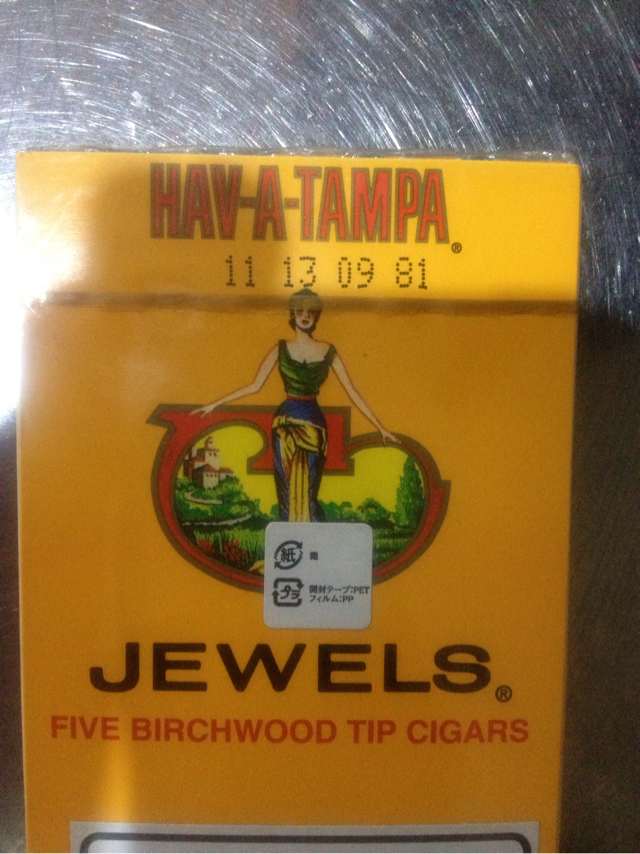 HAV-A-TAMPA®
11 13 09 81
紙 箱
プラ 開封テープ:PET
フィルム:PP
JEWELS®
FIVE BIRCHWOOD TIP CIGARS